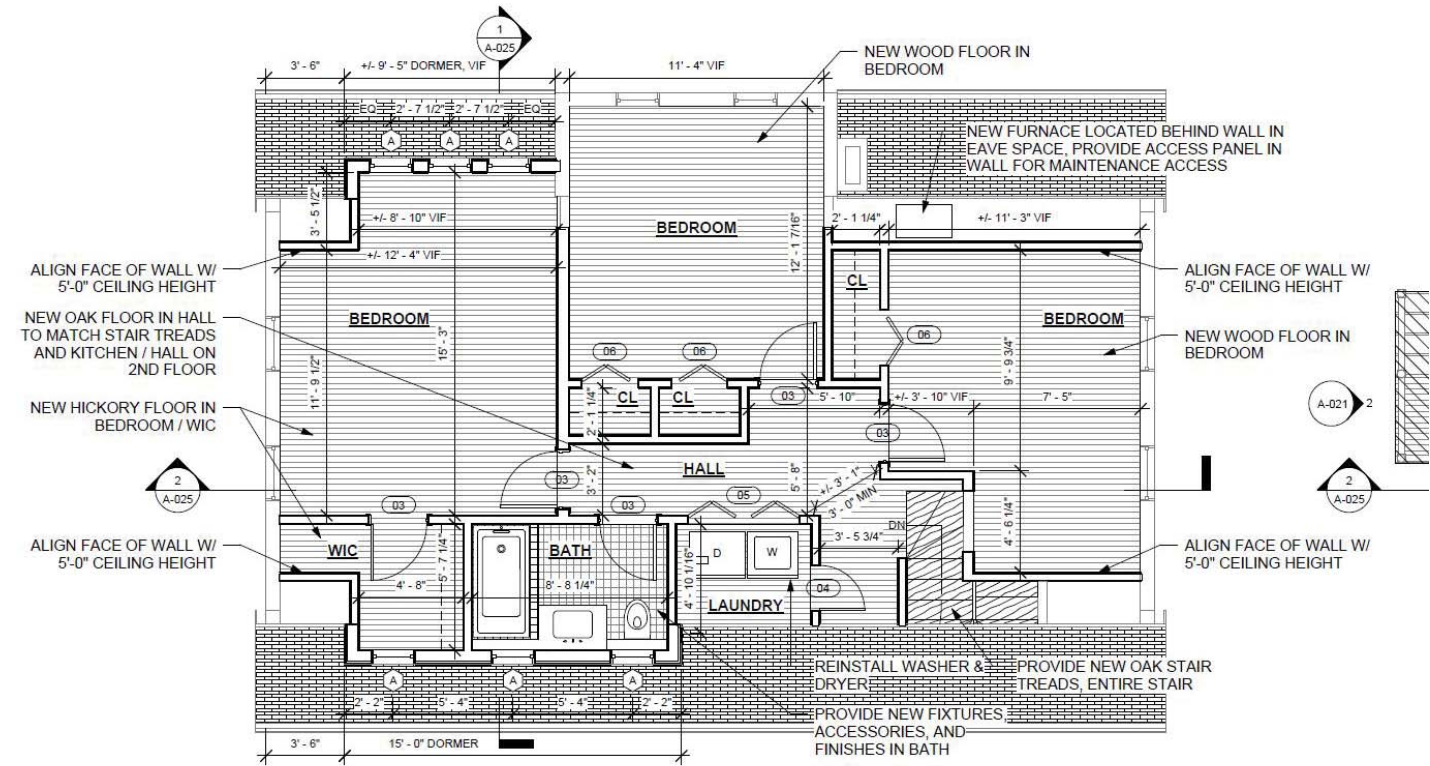 1
A-025
3' - 6"
+/- 9' - 5" DORMER, VIF
11' - 4" VIF
NEW WOOD FLOOR IN
BEDROOM
EQ
2' - 7 1/2"
2' - 7 1/2"
EQ
A
A
A
NEW FURNACE LOCATED BEHIND WALL IN
EAVE SPACE, PROVIDE ACCESS PANEL IN
WALL FOR MAINTENANCE ACCESS
3' - 5 1/2"
+/- 8' - 10" VIF
BEDROOM
12' - 1 7/16"
2' - 1 1/4"
+/- 11' - 3" VIF
+/- 12' - 4" VIF
ALIGN FACE OF WALL W/
5'-0" CEILING HEIGHT
CL
ALIGN FACE OF WALL W/
5'-0" CEILING HEIGHT
NEW OAK FLOOR IN HALL
TO MATCH STAIR TREADS
AND KITCHEN / HALL ON
2ND FLOOR
BEDROOM
15' - 3"
BEDROOM
06
06
06
9' - 9 3/4"
NEW WOOD FLOOR IN
BEDROOM
11' - 9 1/2"
CL
CL
2' - 1 1/4"
03
5' - 10"
+/- 3' - 10" VIF
7' - 5"
A-021
2
NEW HICKORY FLOOR IN
BEDROOM / WIC
03
HALL
3' - 2"
5' - 8"
03
+/- 3' - 1"
3' - 0" MIN
2
A-025
2
A-025
03
03
05
DN
3' - 5 3/4"
4' - 6 1/4"
ALIGN FACE OF WALL W/
5'-0" CEILING HEIGHT
WIC
5' - 7 1/4"
BATH
D
W
ALIGN FACE OF WALL W/
5'-0" CEILING HEIGHT
4' - 8"
8' - 8 1/4"
4' - 10 1/16"
LAUNDRY
04
REINSTALL WASHER &
DRYER
PROVIDE NEW OAK STAIR
TREADS, ENTIRE STAIR
A
A
A
2' - 2"
5' - 4"
5' - 4"
2' - 2"
PROVIDE NEW FIXTURES,
ACCESSORIES, AND
FINISHES IN BATH
3' - 6"
15' - 0" DORMER